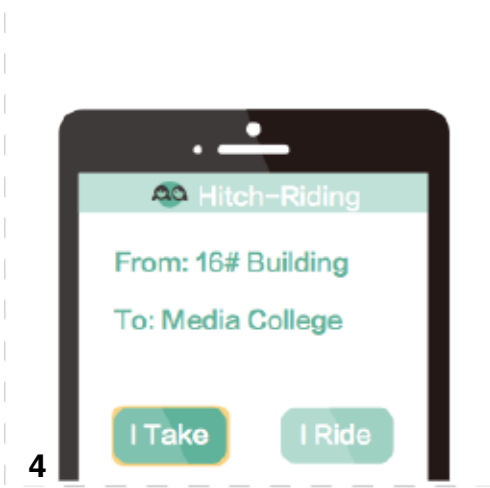 Hitch-Riding
From: 16# Building
To: Media College
I Take I Ride
4